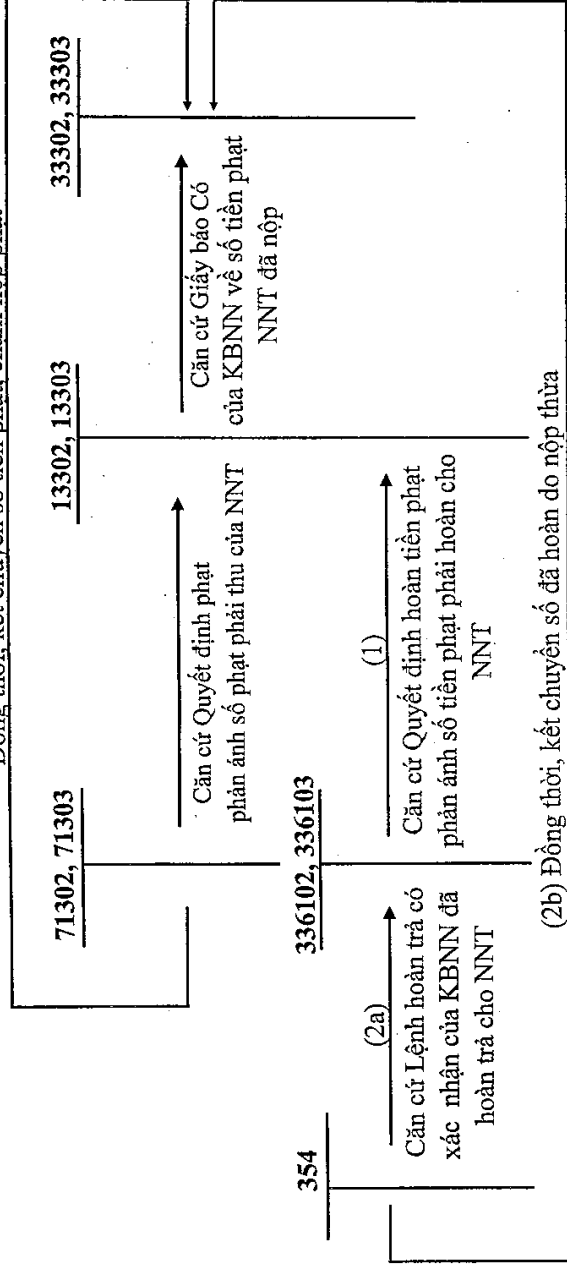 Đồng thời, kết chuyển số tiền phạt, chậm nộp phạt
71302, 71303
13302, 13303
33302, 33303
Căn cứ Quyết định phạt
phản ánh số phạt phải thu của NNT
Căn cứ Giấy báo Có
của KBNN về số tiền phạt
NNT đã nộp
354
336102, 336103
(2a)
Căn cứ Lệnh hoàn trả có
xác nhận của KBNN đã
hoàn trả cho NNT
(1)
Căn cứ Quyết định hoàn tiền phạt
phản ánh số tiền phạt phải hoàn cho
NNT
(2b) Đồng thời, kết chuyển số đã hoàn do nộp thừa